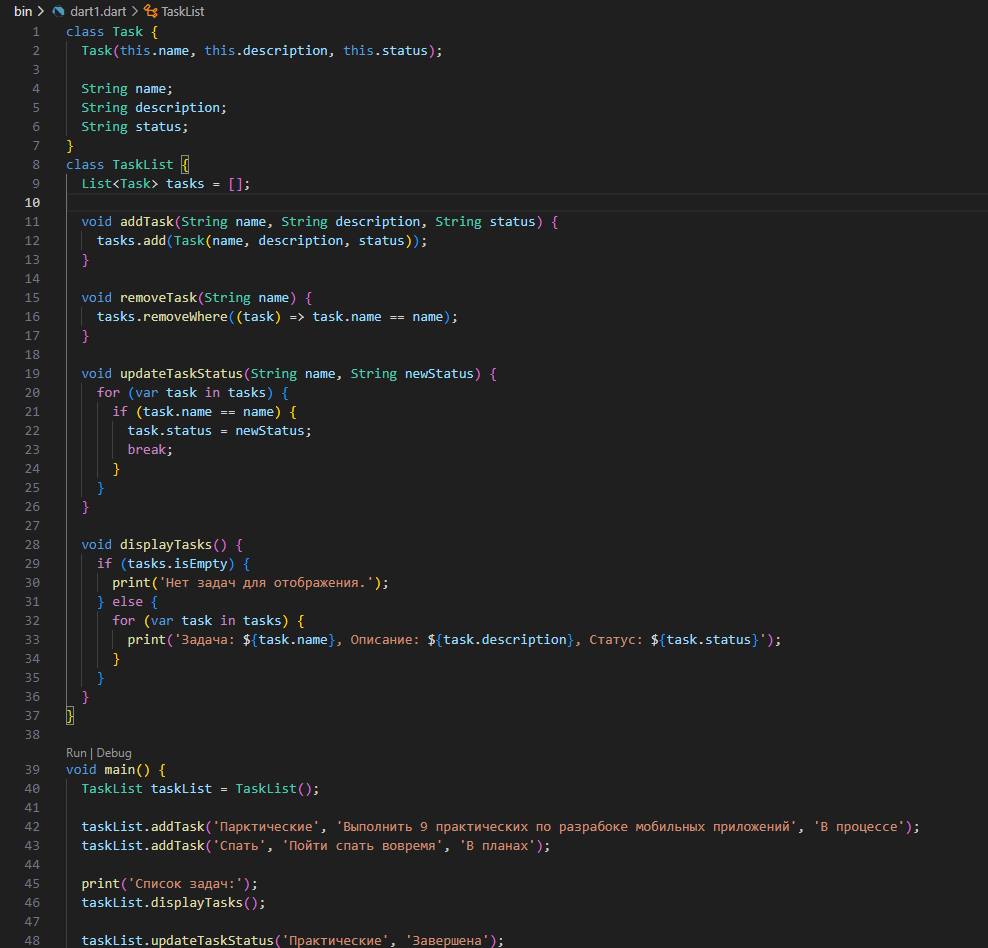 bin > dart1.dart > TaskList
1 class Task {
2 Task(this.name, this.description, this.status);
3
4 String name;
5 String description;
6 String status;
7 }
8 class TaskList {
9 List<Task> tasks = [];
10
11 void addTask(String name, String description, String status) {
12 tasks.add(Task(name, description, status));
13 }
14
15 void removeTask(String name) {
16 tasks.removeWhere((task) => task.name == name);
17 }
18
19 void updateTaskStatus(String name, String newStatus) {
20 for (var task in tasks) {
21 if (task.name == name) {
22 task.status = newStatus;
23 break;
24 }
25 }
26 }
27
28 void displayTasks() {
29 if (tasks.isEmpty) {
30 print('Нет задач для отображения.');
31 } else {
32 for (var task in tasks) {
33 print('Задача: ${task.name}, Описание: ${task.description}, Статус: ${task.status}');
34 }
35 }
36 }
37 }
38
Run | Debug
39 void main() {
40 TaskList taskList = TaskList();
41
42 taskList.addTask('Парктические', 'Выполнить 9 практических по разрабоке мобильных приложений', 'В процессе');
43 taskList.addTask('Спать', 'Пойти спать вовремя', 'В планах');
44
45 print('Список задач:');
46 taskList.displayTasks();
47
48 taskList.updateTaskStatus('Практические', 'Завершена');